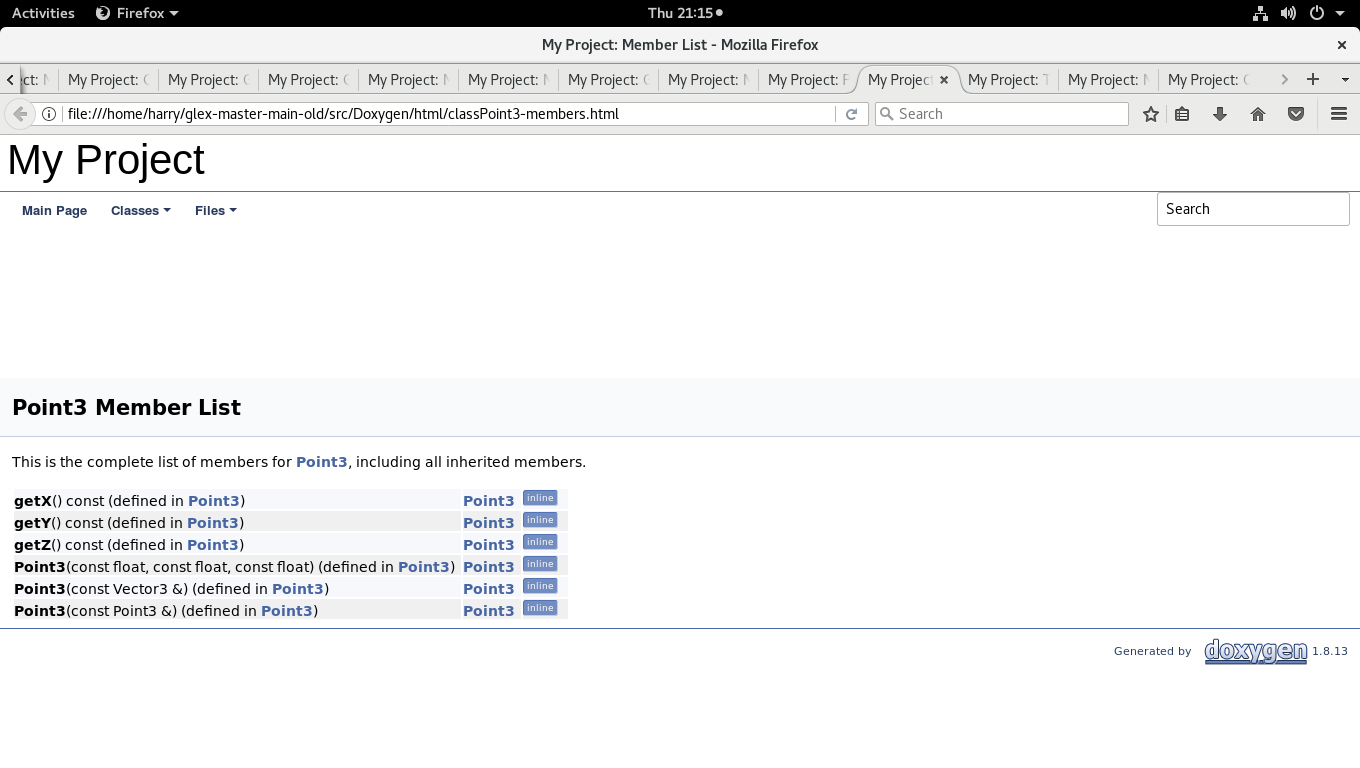 Activities Firefox Thu 21:15
My Project: Member List - Mozilla Firefox
My Project: My Project: My Project: My Project: My Project: My Project: My Project: My Project: My Project: My Project: My Project:
file:///home/harry/glex-master-main-old/src/Doxygen/html/classPoint3-members.html Search
My Project
Main Page Classes Files Search
Point3 Member List
This is the complete list of members for Point3, including all inherited members.
getX() const (defined in Point3) Point3 inline
getY() const (defined in Point3) Point3 inline
getZ() const (defined in Point3) Point3 inline
Point3(const float, const float, const float) (defined in Point3) Point3 inline
Point3(const Vector3 &) (defined in Point3) Point3 inline
Point3(const Point3 &) (defined in Point3) Point3 inline
Generated by doxygen 1.8.13